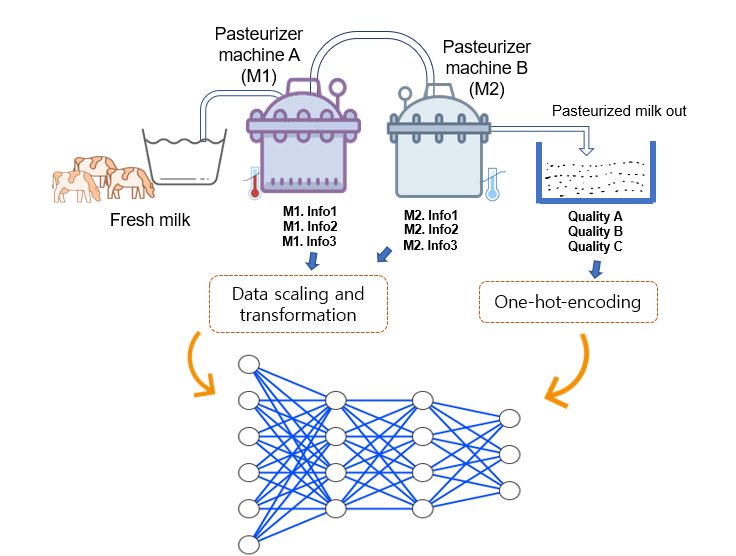 Pasteurizer
machine A
(M1)
Pasteurizer
machine B
(M2)
Pasteurized milk out
Fresh milk
M1. Info1
M1. Info2
M1. Info3
M2. Info1
M2. Info2
M2. Info3
Quality A
Quality B
Quality C
Data scaling and
transformation
One-hot-encoding